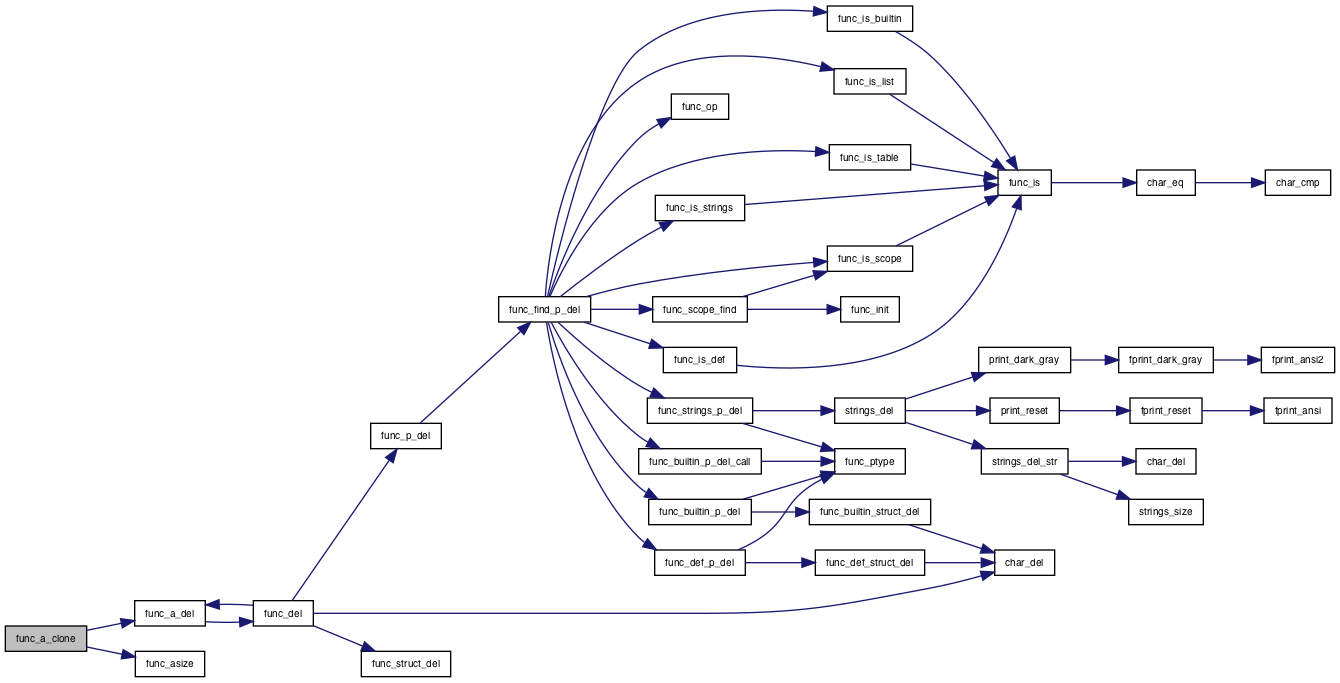 func_is_builtin
func_is_list
func_op
func_is_table
func_is
char_eq
char_cmp
func_is_strings
func_is_scope
func_find_p_del
func_scope_find
func_init
func_is_def
print_dark_gray
fprint_dark_gray
fprint_ansi2
func_strings_p_del
strings_del
print_reset
fprint_reset
fprint_ansi
func_p_del
func_builtin_p_del_call
func_ptype
strings_del_str
char_del
func_builtin_p_del
func_builtin_struct_del
strings_size
func_def_p_del
func_def_struct_del
char_del
func_a_del
func_del
func_a_clone
func_asize
func_struct_del